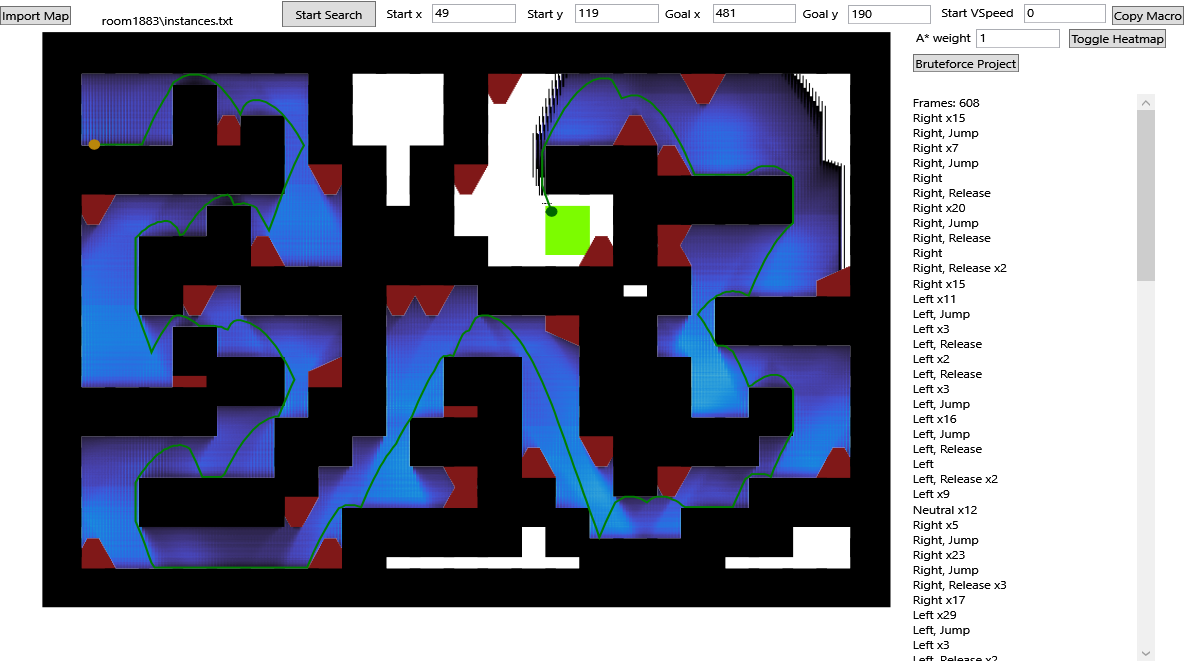 Import Map
room1883\instances.txt
Start Search
Start x 49
Start y 119
Goal x 481
Goal y 190
Start VSpeed 0
Copy Macro
A* weight 1
Toggle Heatmap
Bruteforce Project
Frames: 608
Right x15
Right, Jump
Right x7
Right, Jump
Right
Right, Release
Right x20
Right, Jump
Right, Release
Right
Right, Release x2
Right x15
Left x11
Left, Jump
Left x3
Left, Release
Left x2
Left, Release
Left x3
Left, Jump
Left x16
Left, Jump
Left, Release
Left
Left, Release x2
Left x9
Neutral x12
Right x5
Right, Jump
Right x23
Right, Jump
Right, Release x3
Right x17
Left x29
Left, Jump
Left x3
Left, Release x2